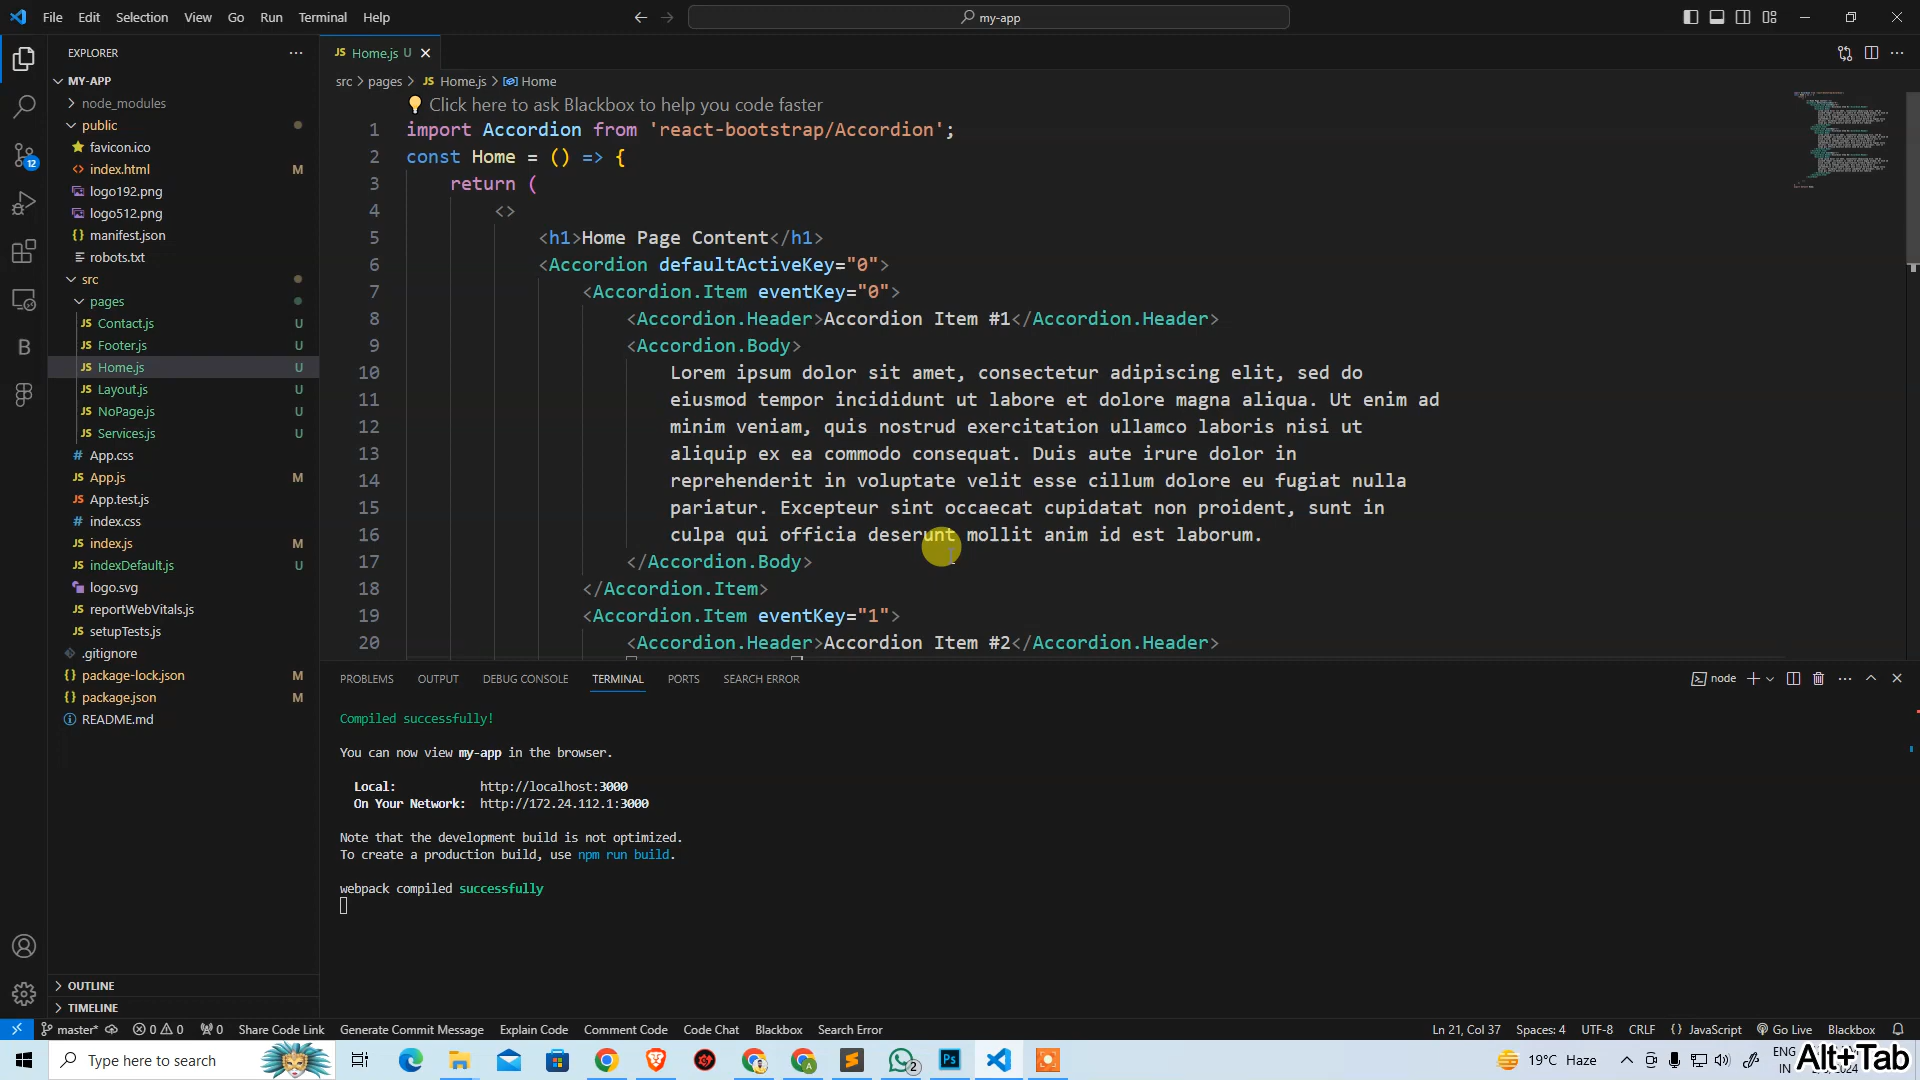 File Edit Selection View Go Run Terminal Help
my-app
EXPLORER
MY-APP
node_modules
public
favicon.ico
index.html M
logo192.png
logo512.png
manifest.json
robots.txt
src
pages
Contact.js U
Footer.js U
Home.js U
Layout.js U
NoPage.js U
Services.js U
App.css
App.js M
App.test.js
index.css
index.js M
indexDefault.js U
logo.svg
reportWebVitals.js
setupTests.js
.gitignore
package-lock.json M
package.json M
README.md
OUTLINE
TIMELINE
JS Home.js U
src > pages > JS Home.js > Home
Click here to ask Blackbox to help you code faster
1 import Accordion from 'react-bootstrap/Accordion';
2 const Home = () => {
3 return (
4 <>
5 <h1>Home Page Content</h1>
6 <Accordion defaultActiveKey="0">
7 <Accordion.Item eventKey="0">
8 <Accordion.Header>Accordion Item #1</Accordion.Header>
9 <Accordion.Body>
10 Lorem ipsum dolor sit amet, consectetur adipiscing elit, sed do
11 eiusmod tempor incididunt ut labore et dolore magna aliqua. Ut enim ad
12 minim veniam, quis nostrud exercitation ullamco laboris nisi ut
13 aliquip ex ea commodo consequat. Duis aute irure dolor in
14 reprehenderit in voluptate velit esse cillum dolore eu fugiat nulla
15 pariatur. Excepteur sint occaecat cupidatat non proident, sunt in
16 culpa qui officia deserunt mollit anim id est laborum.
17 </Accordion.Body>
18 </Accordion.Item>
19 <Accordion.Item eventKey="1">
20 <Accordion.Header>Accordion Item #2</Accordion.Header>
PROBLEMS OUTPUT DEBUG CONSOLE TERMINAL PORTS SEARCH ERROR
node
Compiled successfully!
You can now view my-app in the browser.
Local: http://localhost:3000
On Your Network: http://172.24.112.1:3000
Note that the development build is not optimized.
To create a production build, use npm run build.
webpack compiled successfully
12
master* 0 0 0 Share Code Link Generate Commit Message Explain Code Comment Code Code Chat Blackbox Search Error
Ln 21, Col 37 Spaces: 4 UTF-8 CRLF {} JavaScript Go Live Blackbox
Type here to search
2
Ps
19°C Haze
ENG
IN
Alt+Tab